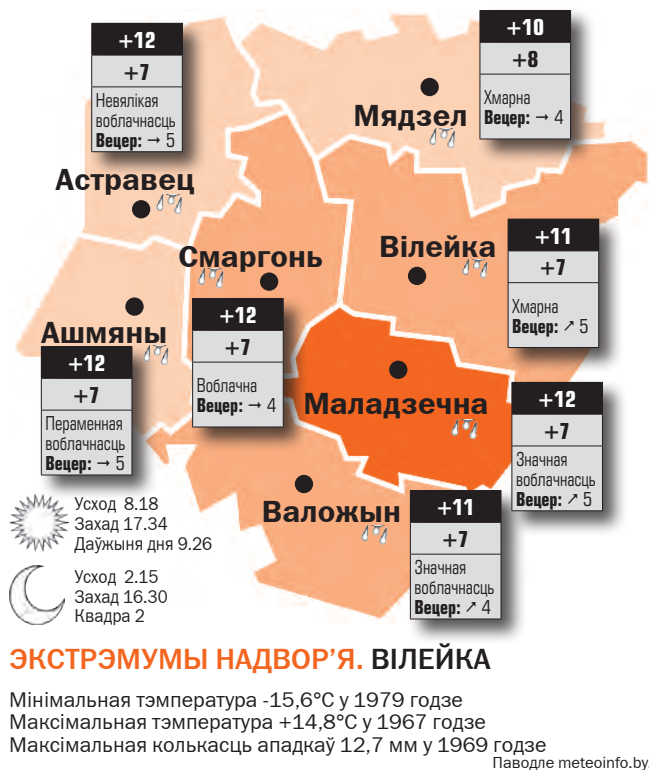 +12
+7
Невялікая
воблачнасць
Вецер: → 5
Астравец
+10
+8
Хмарна
Вецер: → 4
Мядзел
Смаргонь
+12
+7
Воблачна
Вецер: → 4
Вілейка
+11
+7
Хмарна
Вецер: ↗ 5
Ашмяны
+12
+7
Пераменная
воблачнасць
Вецер: → 5
Маладзечна
+12
+7
Значная
воблачнасць
Вецер: ↗ 5
Валожын
+11
+7
Значная
воблачнасць
Вецер: ↗ 4
Усход 8.18
Захад 17.34
Даўжыня дня 9.26
Усход 2.15
Захад 16.30
Квадра 2
ЭКСТРЭМУМЫ НАДВОР’Я. ВІЛЕЙКА
Мінімальная тэмпература -15,6°C у 1979 годзе
Максімальная тэмпература +14,8°C у 1967 годзе
Максімальная колькасць ападкаў 12,7 мм у 1969 годзе
Паводле meteoinfo.by